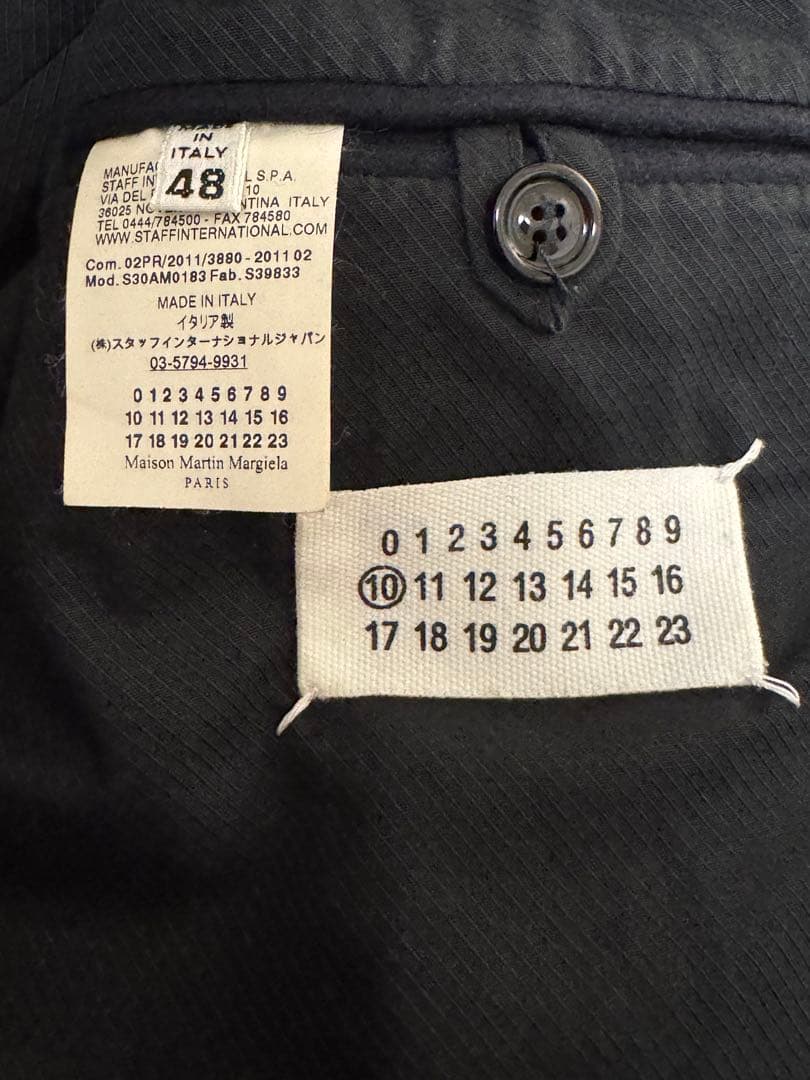 MADE
IN
ITALY
48
MANUFAC L S.P.A.
STAFF IN
VIA DEL 10
36025 NO NTINA ITALY
TEL 0444/784500 - FAX 784580
WWW.STAFFINTERNATIONAL.COM
Com. 02PR/2011/3880 - 2011 02
Mod. S30AM0183 Fab. S39833
MADE IN ITALY
イタリア製
(株)スタッフインターナショナルジャパン
03-5794-9931
0 1 2 3 4 5 6 7 8 9
10 11 12 13 14 15 16
17 18 19 20 21 22 23
Maison Martin Margiela
PARIS
0 1 2 3 4 5 6 7 8 9
10 11 12 13 14 15 16
17 18 19 20 21 22 23